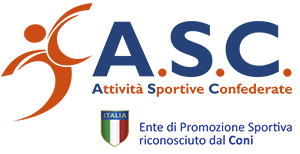 A.S.C.
Attività Sportive Confederate
ITALIA
Ente di Promozione Sportiva
riconosciuto dal Coni